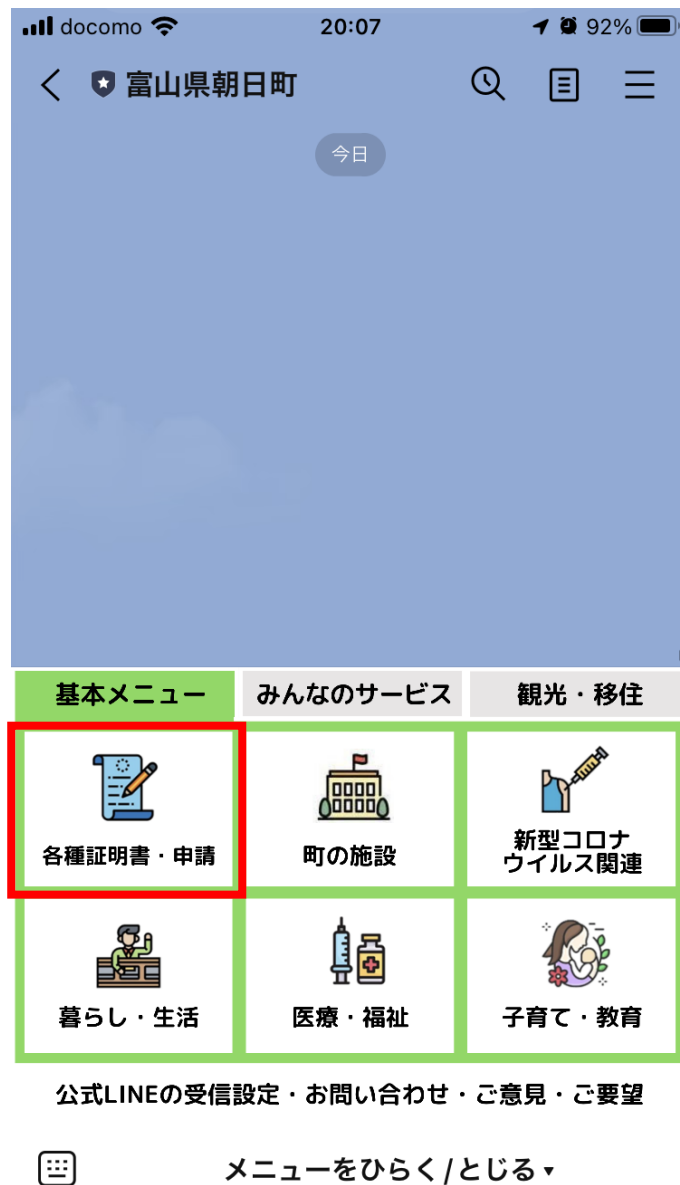 docomo 20:07 92%
富山県朝日町
今日
基本メニュー みんなのサービス 観光・移住
各種証明書・申請 町の施設 新型コロナ
ウイルス関連
暮らし・生活 医療・福祉 子育て・教育
公式LINEの受信設定・お問い合わせ・ご意見・ご要望
メニューをひらく/とじる▾